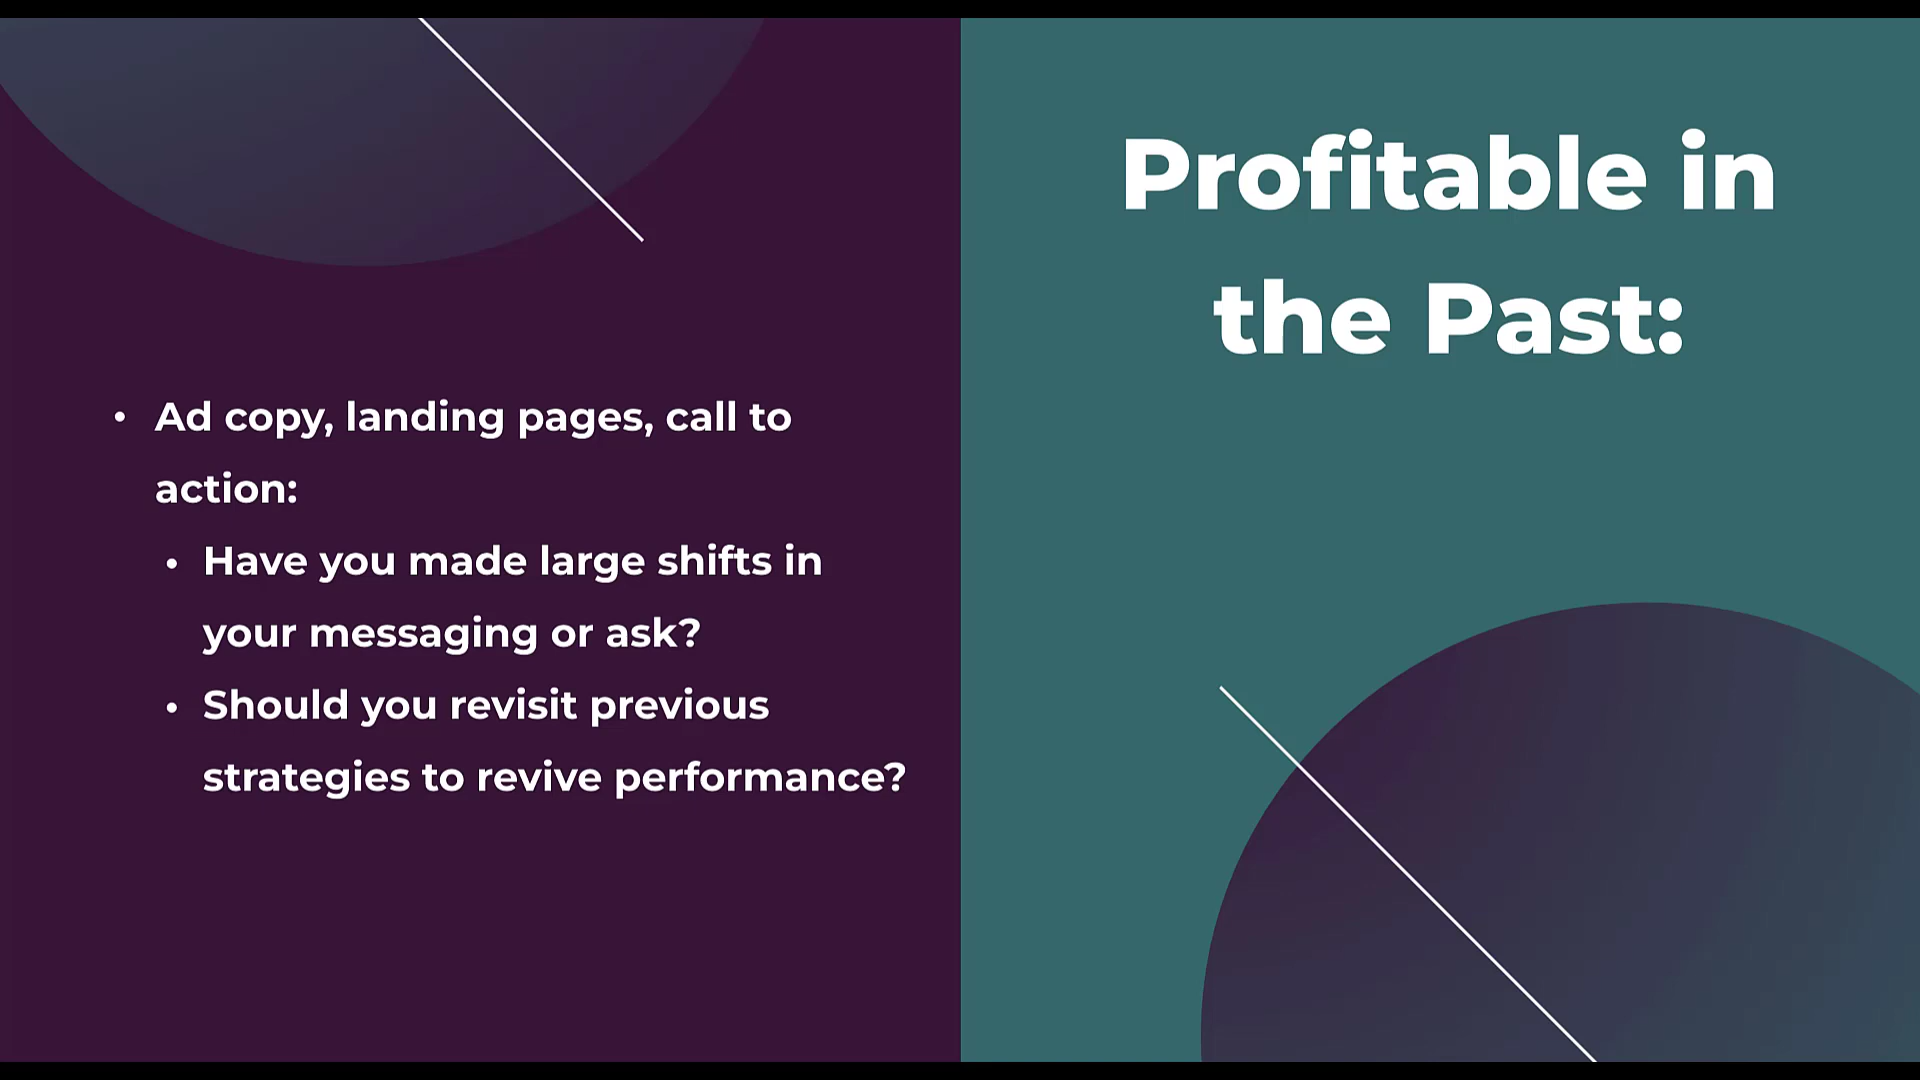 Profitable in
the Past:
• Ad copy, landing pages, call to
action:
• Have you made large shifts in
your messaging or ask?
• Should you revisit previous
strategies to revive performance?